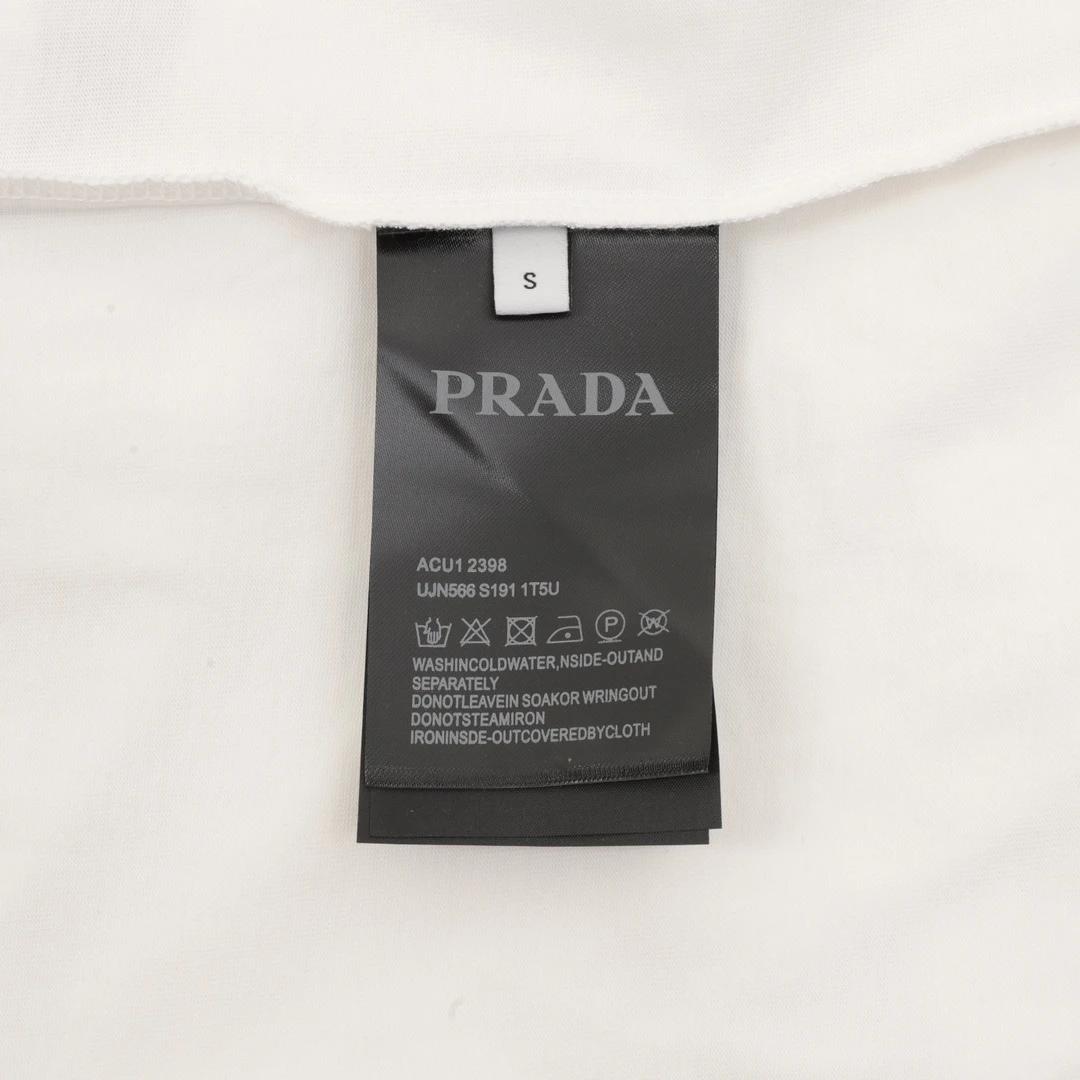 S
PRADA
ACU1 2398
UJN566 S191 1T5U
P
W
WASHINCOLDWATER,NSIDE-OUTAND
SEPARATELY
DONOTLEAVEIN SOAKOR WRINGOUT
DONOTSTEAMIRON
IRONINSDE-OUTCOVEREDBYCLOTH